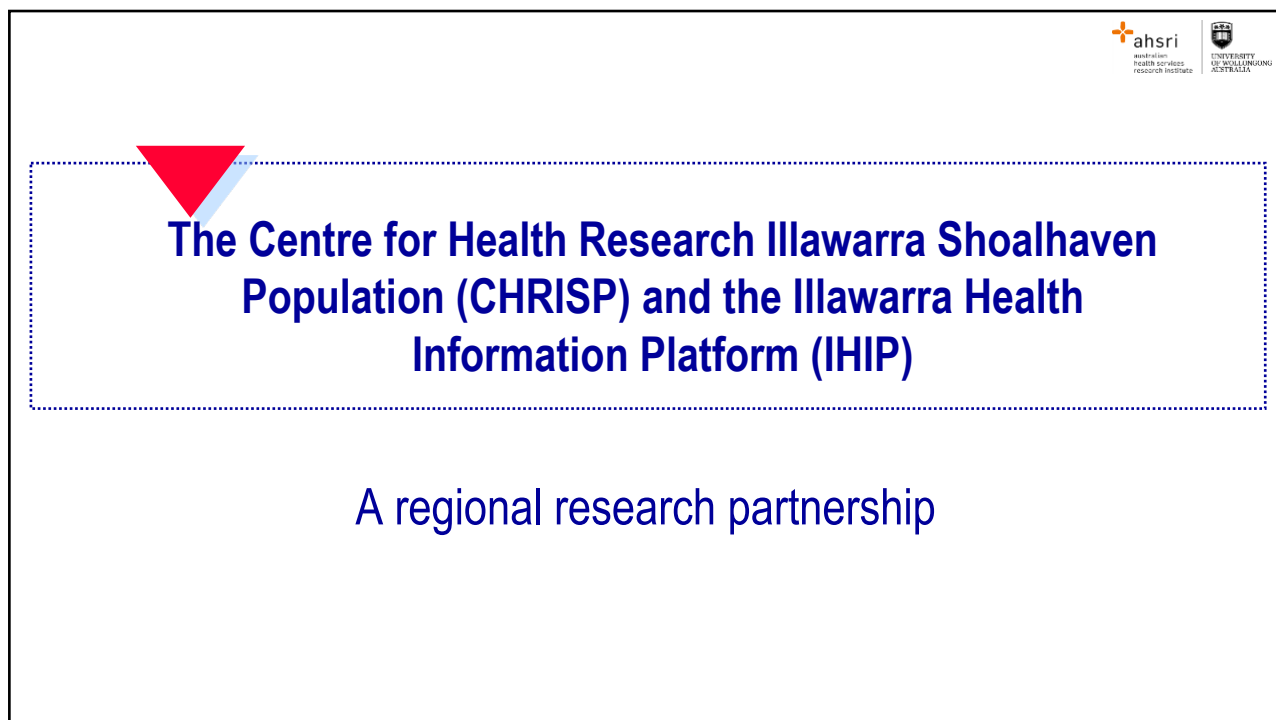 ahsri
australian
health services
research institute
UNIVERSITY
OF WOLLONGONG
AUSTRALIA
The Centre for Health Research Illawarra Shoalhaven
Population (CHRISP) and the Illawarra Health
Information Platform (IHIP)
A regional research partnership